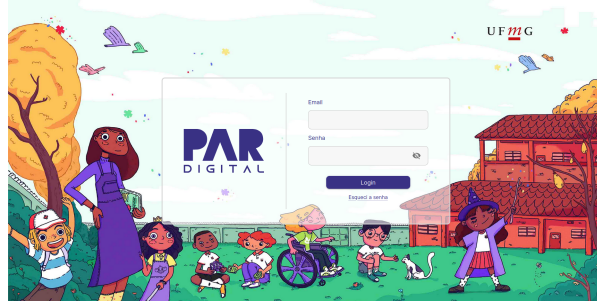 UFMG
PAR
DIGITAL
Email
Senha
Login
Esqueci a senha